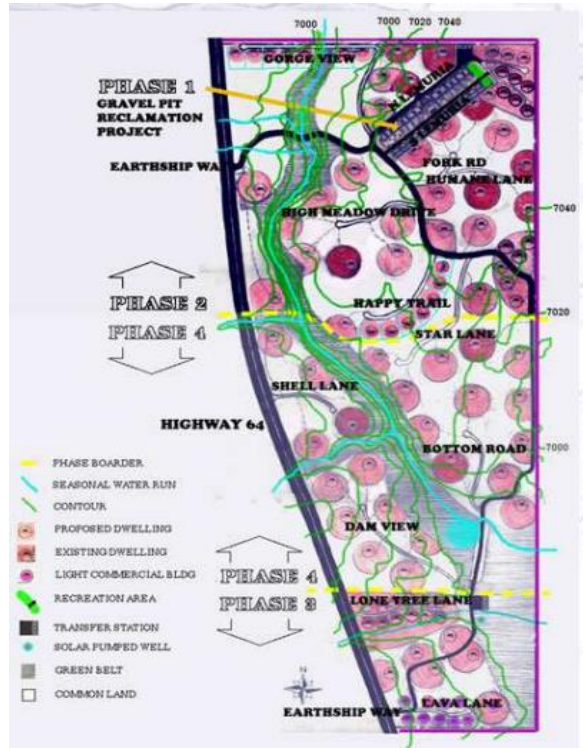 7000
7000 7020 7040
GORGE VIEW
PHASE 1
GRAVEL PIT
RECLAMATION
PROJECT
N. LEMURIA
S. LEMURIA
EARTHSHIP WAY
FORK RD
HUMANE LANE
HIGH MEADOW DRIVE
7040
PHASE 2
HAPPY TRAIL
7020
PHASE 4
STAR LANE
SHELL LANE
HIGHWAY 64
BOTTOM ROAD
7000
PHASE BOARDER
SEASONAL WATER RUN
CONTOUR
PROPOSED DWELLING
EXISTING DWELLING
LIGHT COMMERCIAL BLDG
RECREATION AREA
TRANSFER STATION
SOLAR PUMPED WELL
GREEN BELT
COMMON LAND
DAM VIEW
PHASE 4
PHASE 3
LONE TREE LANE
N
EARTHSHIP WAY
LAVA LANE